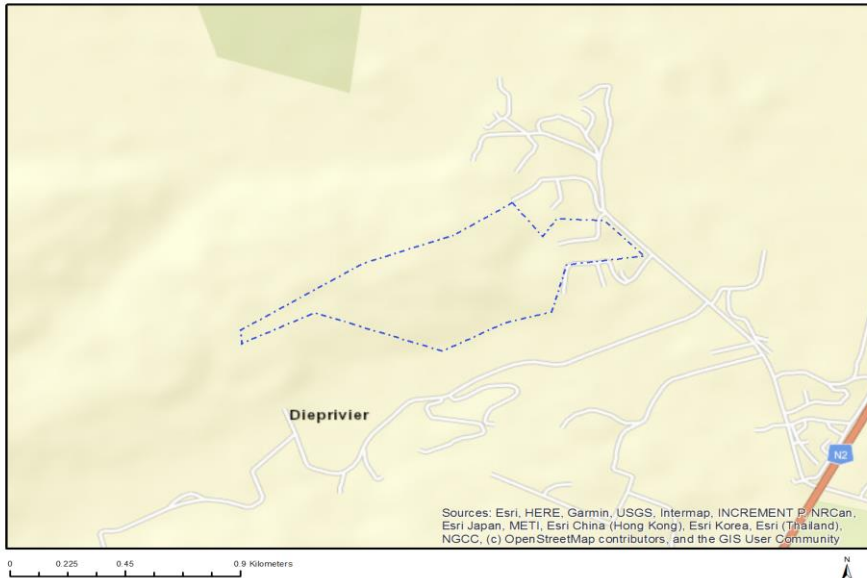 Dieprivier
N2
Sources: Esri, HERE, Garmin, USGS, Intermap, INCREMENT P, NRCan,
Esri Japan, METI, Esri China (Hong Kong), Esri Korea, Esri (Thailand),
NGCC, (c) OpenStreetMap contributors, and the GIS User Community
0 0.225 0.45 0.9 Kilometers
N